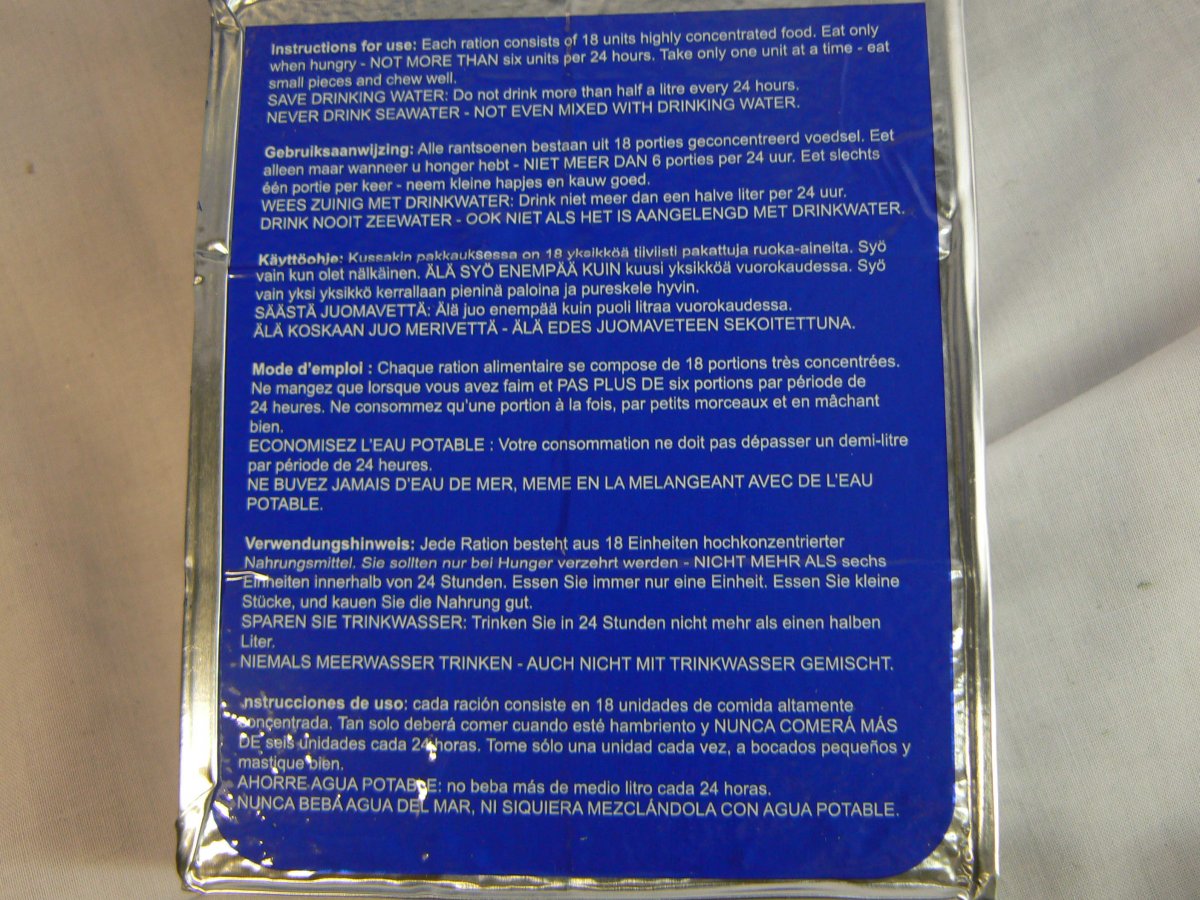 Instructions for use: Each ration consists of 18 units highly concentrated food. Eat only
when hungry - NOT MORE THAN six units per 24 hours. Take only one unit at a time - eat
small pieces and chew well.
SAVE DRINKING WATER: Do not drink more than half a litre every 24 hours.
NEVER DRINK SEAWATER - NOT EVEN MIXED WITH DRINKING WATER.
Gebruiksaanwijzing: Alle rantsoenen bestaan uit 18 porties geconcentreerd voedsel. Eet
alleen maar wanneer u honger hebt - NIET MEER DAN 6 porties per 24 uur. Eet slechts
één portie per keer - neem kleine hapjes en kauw goed.
WEES ZUINIG MET DRINKWATER: Drink niet meer dan een halve liter per 24 uur.
DRINK NOOIT ZEEWATER - OOK NIET ALS HET IS AANGELENGD MET DRINKWATER.
Käyttöohje: Kussakin pakkauksessa on 18 yksikköä tiiviisti pakattuja ruoka-aineita. Syö
vain kun olet nälkäinen. ÄLÄ SYÖ ENEMPÄÄ KUIN kuusi yksikköä vuorokaudessa. Syö
vain yksi yksikkö kerrallaan pieninä paloina ja pureskele hyvin.
SÄÄSTÄ JUOMAVETTÄ: Älä juo enempää kuin puoli litraa vuorokaudessa.
ÄLÄ KOSKAAN JUO MERIVETTÄ - ÄLÄ EDES JUOMAVETEEN SEKOITETTUNA.
Mode d'emploi : Chaque ration alimentaire se compose de 18 portions très concentrées.
Ne mangez que lorsque vous avez faim et PAS PLUS DE six portions par période de
24 heures. Ne consommez qu'une portion à la fois, par petits morceaux et en mâchant
bien.
ECONOMISEZ L'EAU POTABLE : Votre consommation ne doit pas dépasser un demi-litre
par période de 24 heures.
NE BUVEZ JAMAIS D'EAU DE MER, MEME EN LA MELANGEANT AVEC DE L'EAU
POTABLE.
Verwendungshinweis: Jede Ration besteht aus 18 Einheiten hochkonzentrierter
Nahrungsmittel. Sie sollten nur bei Hunger verzehrt werden - NICHT MEHR ALS sechs
Einheiten innerhalb von 24 Stunden. Essen Sie immer nur eine Einheit. Essen Sie kleine
Stücke, und kauen Sie die Nahrung gut.
SPAREN SIE TRINKWASSER: Trinken Sie in 24 Stunden nicht mehr als einen halben
Liter.
NIEMALS MEERWASSER TRINKEN - AUCH NICHT MIT TRINKWASSER GEMISCHT.
Instrucciones de uso: cada ración consiste en 18 unidades de comida altamente
concentrada. Tan solo deberá comer cuando esté hambriento y NUNCA COMERÁ MÁS
DE seis unidades cada 24 horas. Tome sólo una unidad cada vez, a bocados pequeños y
mastique bien.
AHORRE AGUA POTABLE: no beba más de medio litro cada 24 horas.
NUNCA BEBA AGUA DEL MAR, NI SIQUIERA MEZCLÁNDOLA CON AGUA POTABLE.